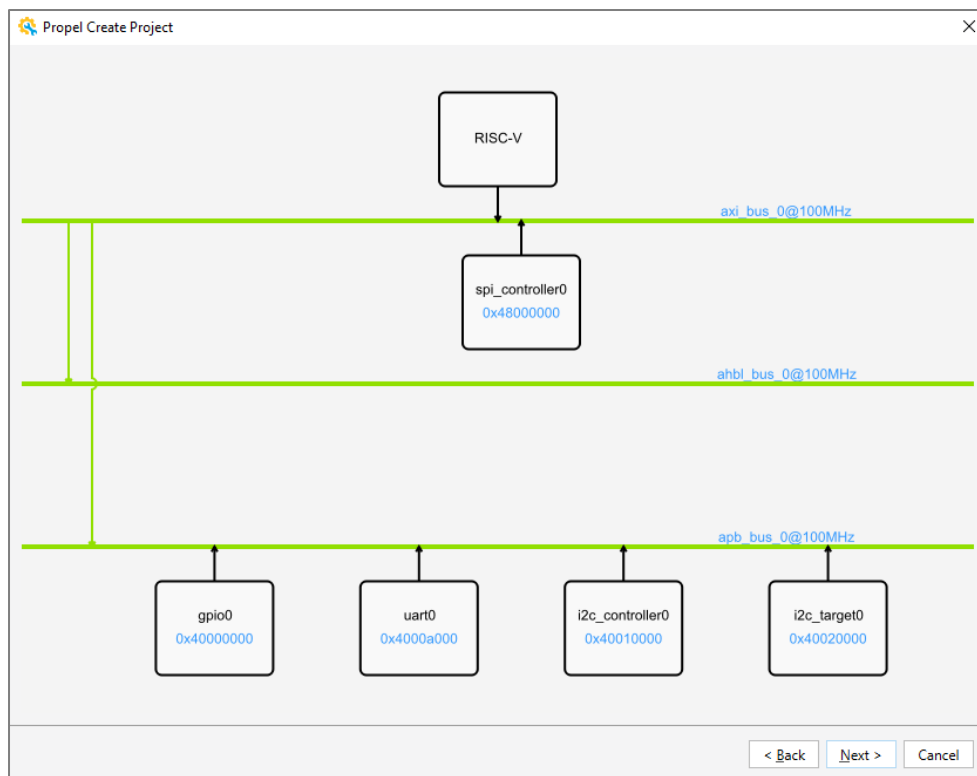 Propel Create Project
RISC-V
axi_bus_0@100MHz
spi_controller0
0x48000000
ahbl_bus_0@100MHz
apb_bus_0@100MHz
gpio0
0x40000000
uart0
0x4000a000
i2c_controller0
0x40010000
i2c_target0
0x40020000
< Back
Next >
Cancel